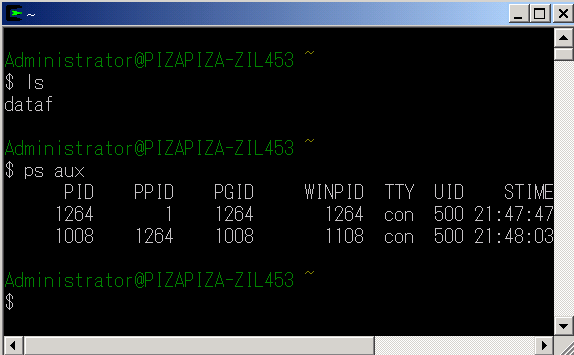 ~
Administrator@PIZAPIZA-ZIL453 ~
$ ls
dataf
Administrator@PIZAPIZA-ZIL453 ~
$ ps aux
PID PPID PGID WINPID TTY UID STIME
1264 1 1264 1264 con 500 21:47:47
1008 1264 1008 1108 con 500 21:48:03
Administrator@PIZAPIZA-ZIL453 ~
$